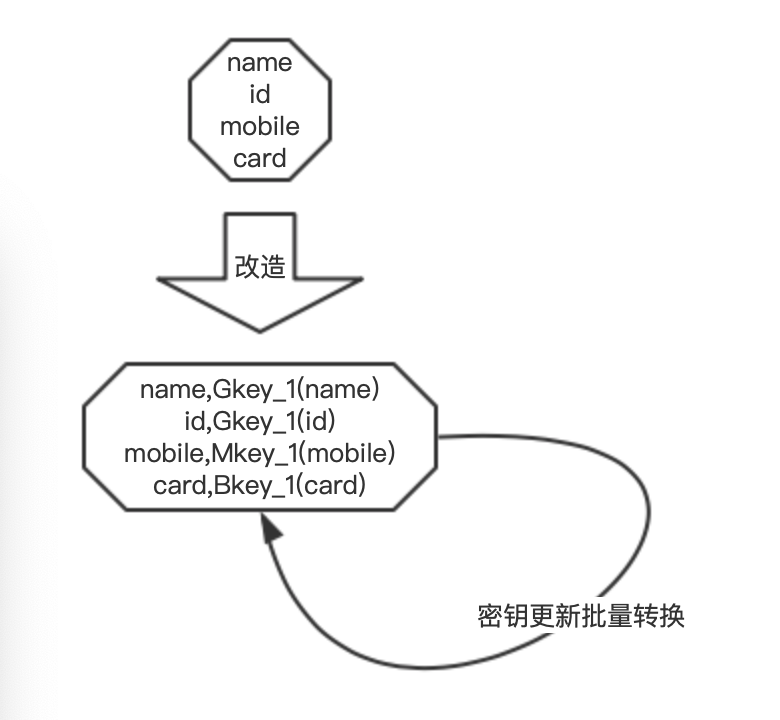 name
id
mobile
card
改造
name,Gkey_1(name)
id,Gkey_1(id)
mobile,Mkey_1(mobile)
card,Bkey_1(card)
密钥更新批量转换